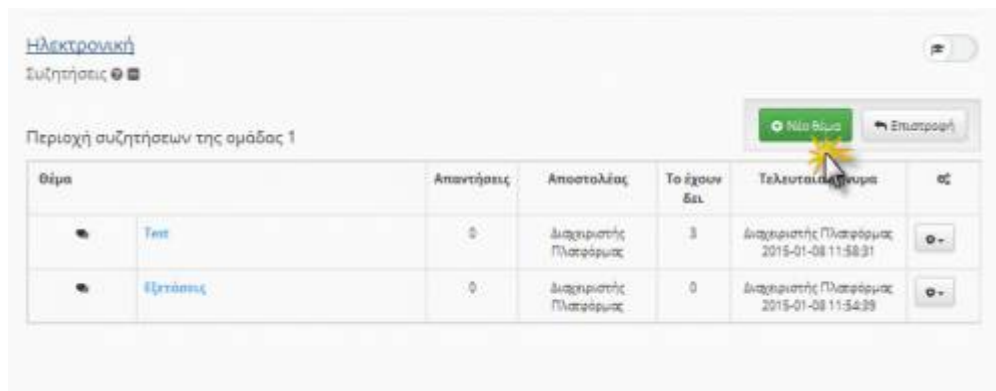 Ηλεκτρονική
Συζητήσεις
Περιοχή συζητήσεων της ομάδας 1
Νέο θέμα Επιστροφή
Θέμα Απαντήσεις Αποστολέας Το έχουν δει Τελευταίο
Test 0 Διαχειριστής Πλατφόρμας 3 Διαχειριστής Πλατφόρμας
2015-01-08 11:58:31
Εξετάσεις 0 Διαχειριστής Πλατφόρμας 0 Διαχειριστής Πλατφόρμας
2015-01-08 11:54:39